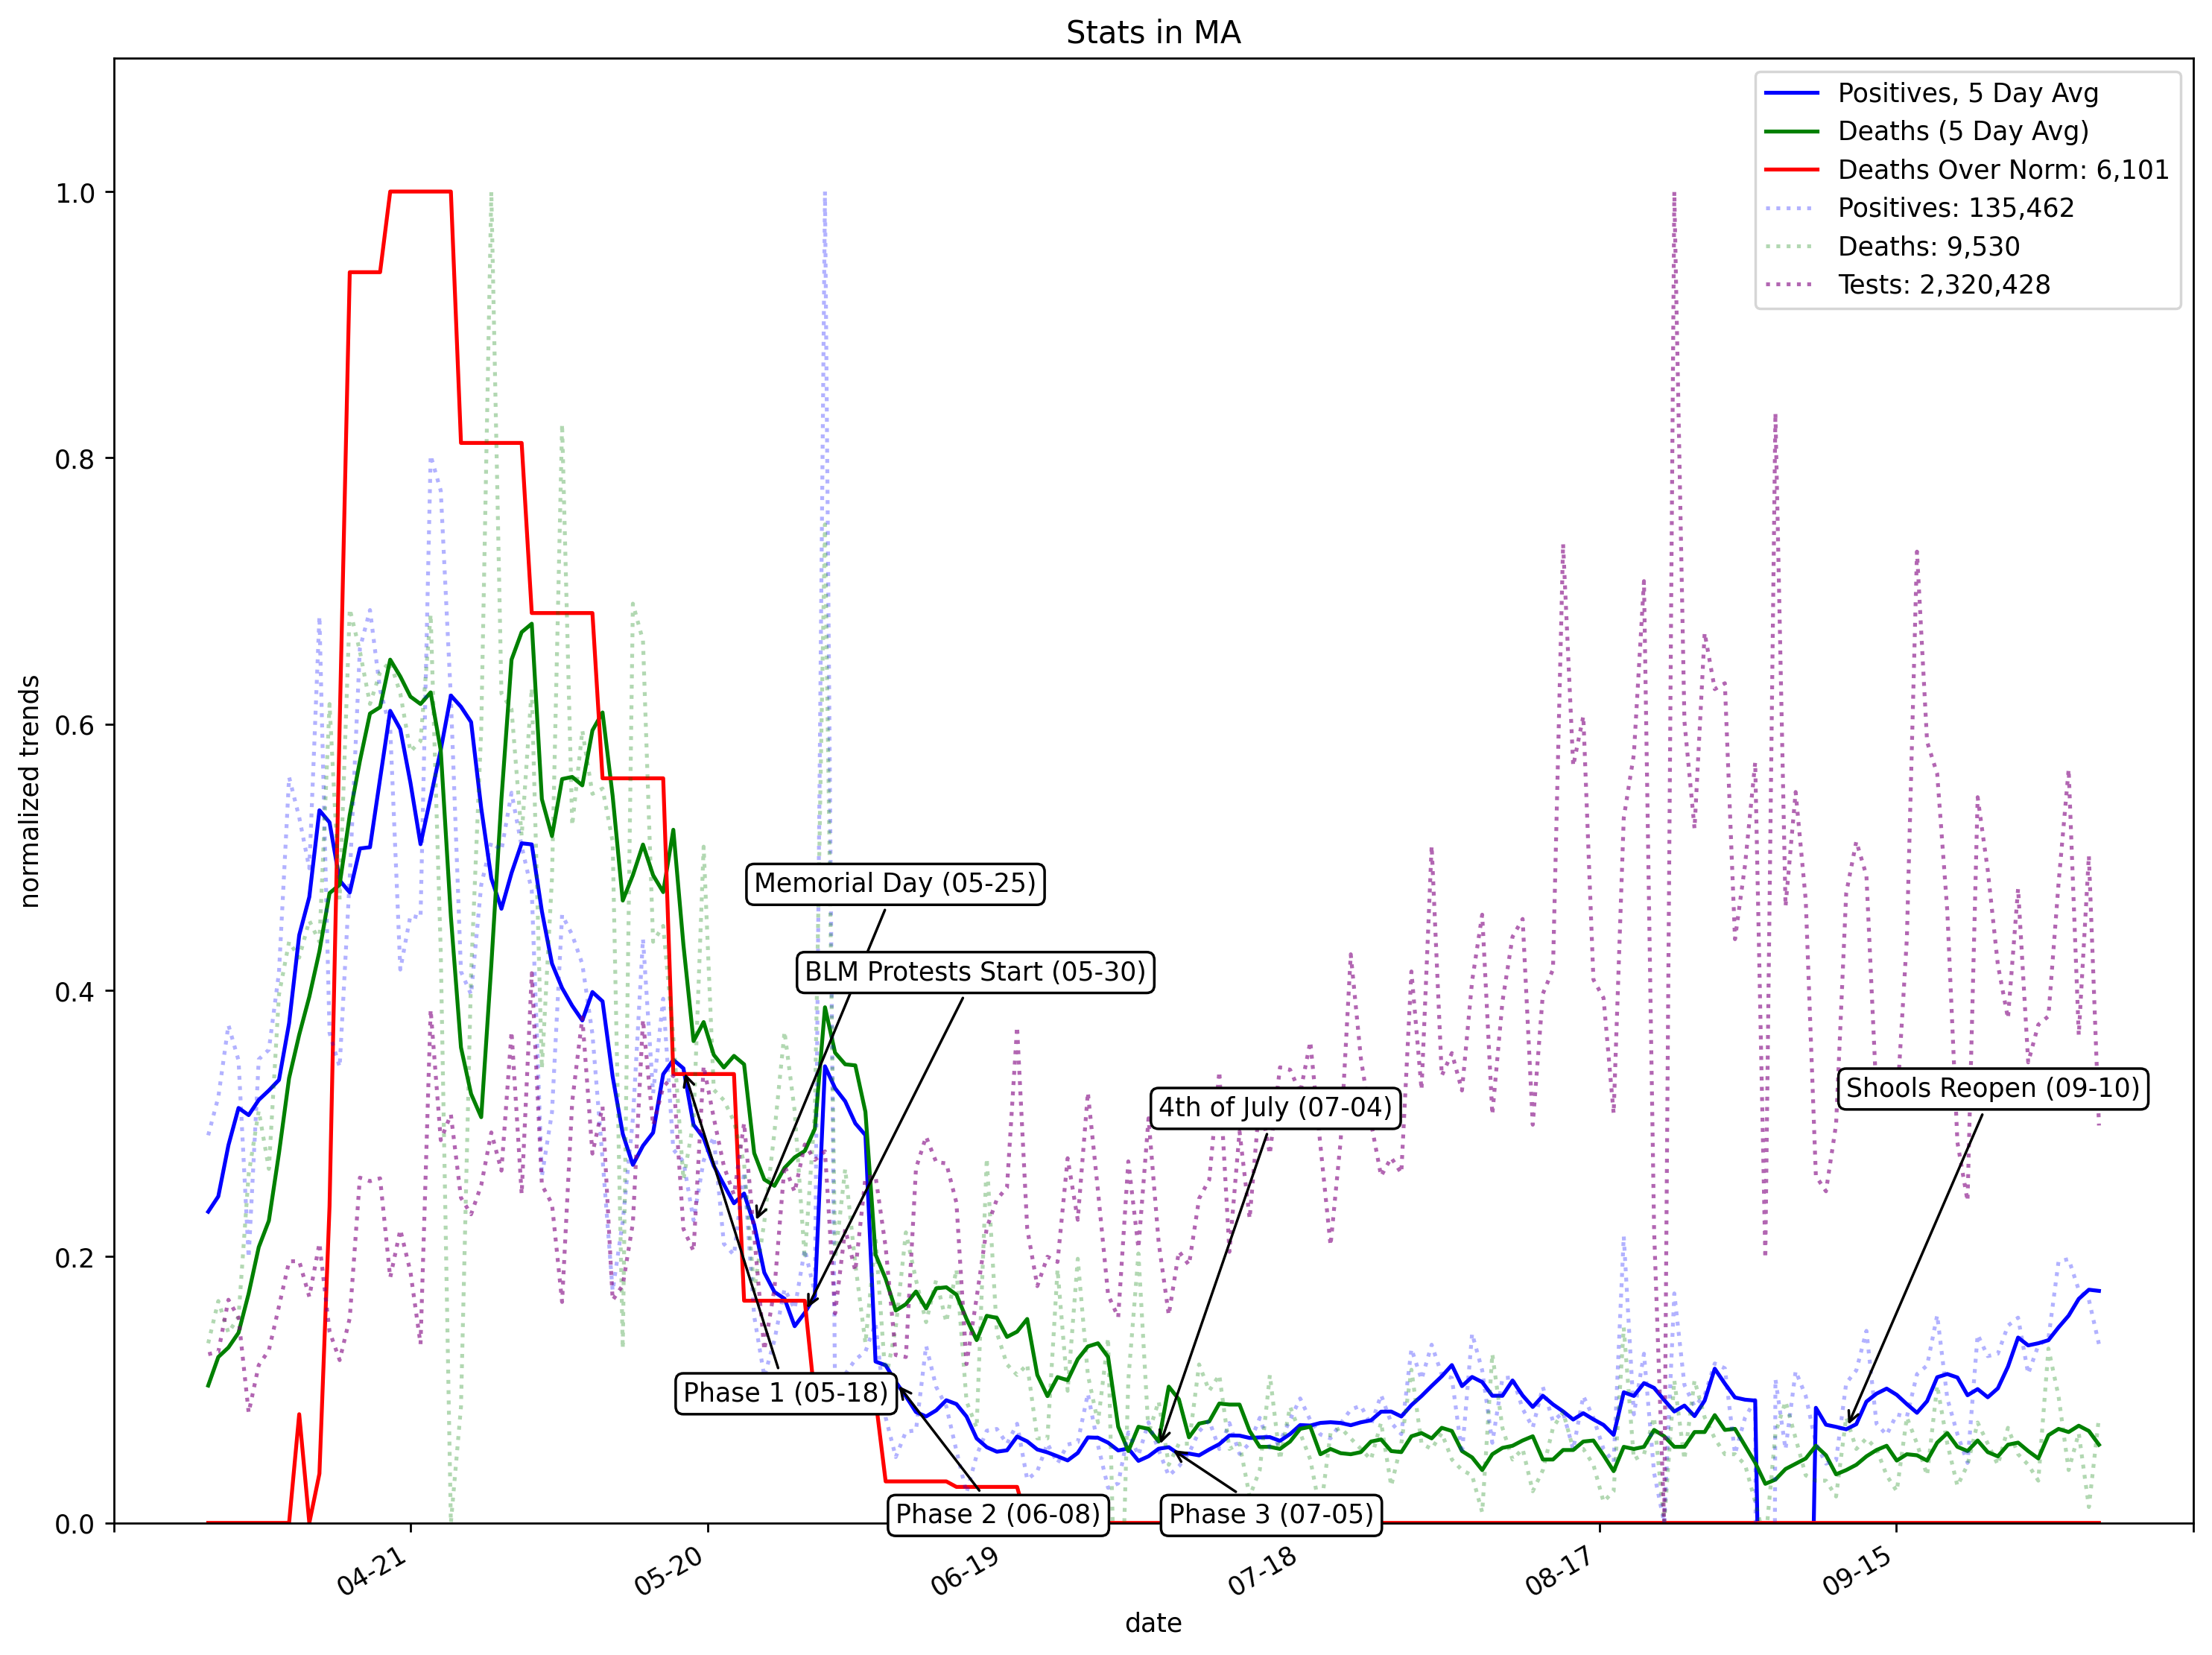 Stats in MA
Positives, 5 Day Avg
Deaths (5 Day Avg)
Deaths Over Norm: 6,101
Positives: 135,462
Deaths: 9,530
Tests: 2,320,428
normalized trends
1.0
0.8
0.6
0.4
0.2
0.0
Memorial Day (05-25)
BLM Protests Start (05-30)
4th of July (07-04)
Shools Reopen (09-10)
Phase 1 (05-18)
Phase 2 (06-08)
Phase 3 (07-05)
04-21
05-20
06-19
07-18
08-17
09-15
date